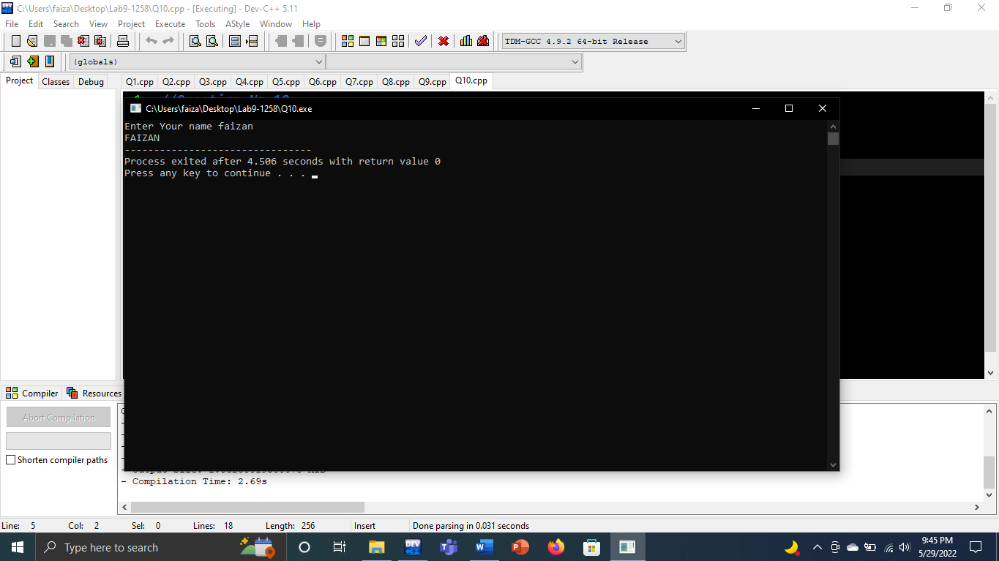 C:\Users\faiza\Desktop\Lab9-1258\Q10.cpp - [Executing] - Dev-C++ 5.11
File Edit Search View Project Execute Tools AStyle Window Help
TDM-GCC 4.9.2 64-bit Release
(globals)
Project Classes Debug
Q1.cpp Q2.cpp Q3.cpp Q4.cpp Q5.cpp Q6.cpp Q7.cpp Q8.cpp Q9.cpp Q10.cpp
C:\Users\faiza\Desktop\Lab9-1258\Q10.exe
Enter Your name faizan
FAIZAN
--------------------------------
Process exited after 4.506 seconds with return value 0
Press any key to continue . . .
Compiler Resources
Abort Compilation
Shorten compiler paths
- Compilation Time: 2.69s
Line: 5 Col: 2 Sel: 0 Lines: 18 Length: 256 Insert Done parsing in 0.031 seconds
Type here to search
DEV
9:45 PM
5/29/2022